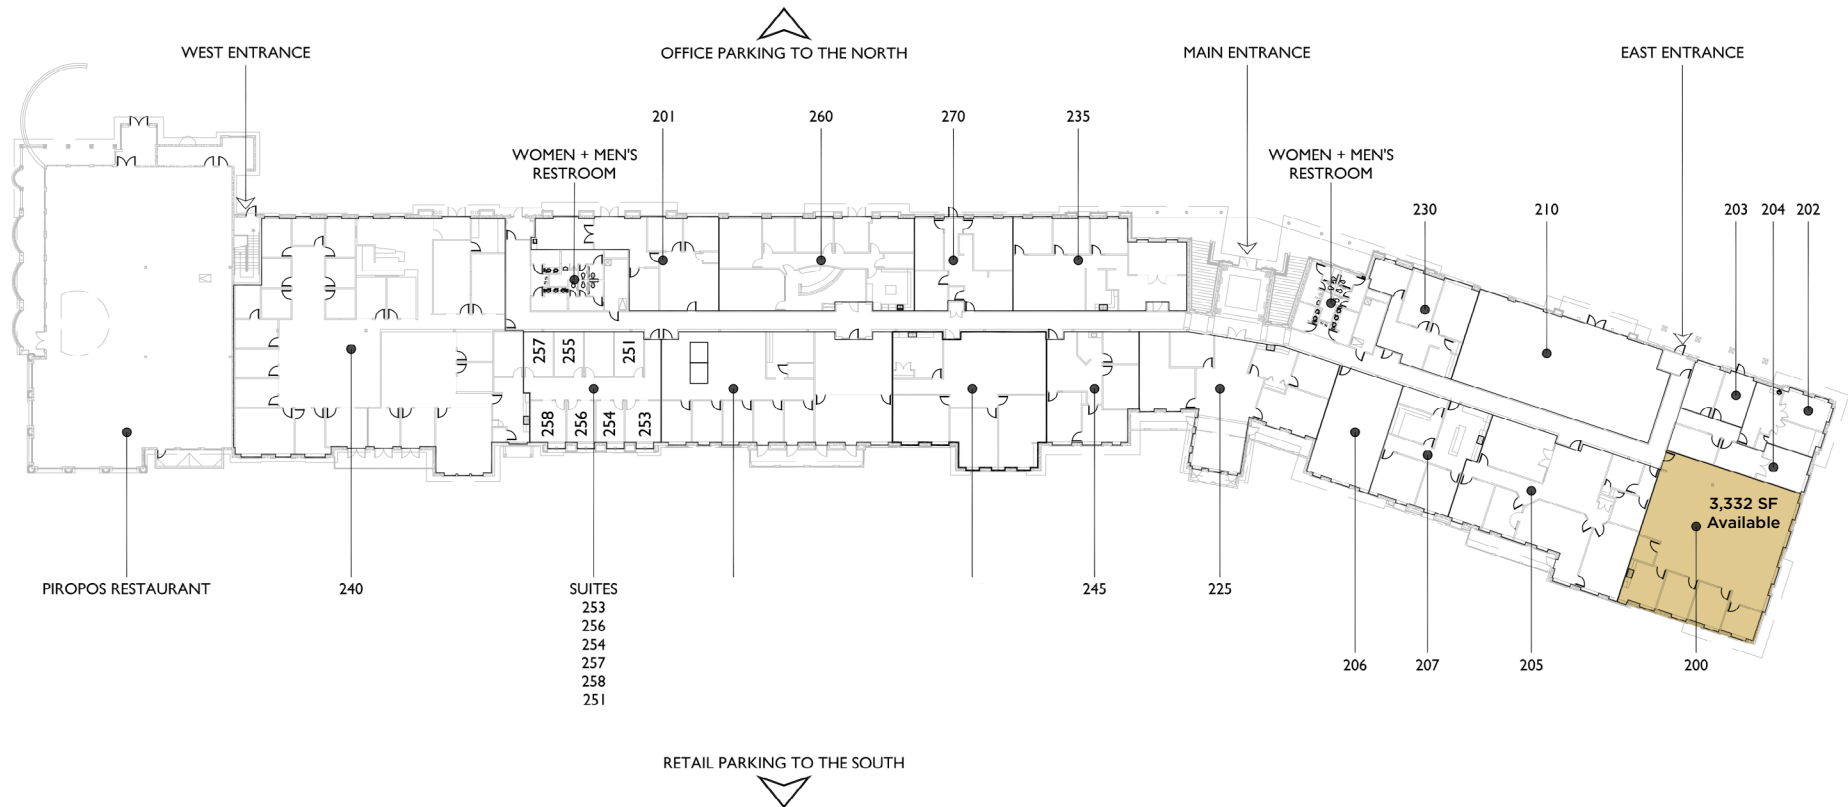 OFFICE PARKING TO THE NORTH
WEST ENTRANCE
MAIN ENTRANCE
EAST ENTRANCE
201
260
270
235
WOMEN + MEN'S
RESTROOM
WOMEN + MEN'S
RESTROOM
230
210
203
204
202
257
255
251
258
256
254
253
3,332 SF
Available
PIROPOS RESTAURANT
240
SUITES
253
256
254
257
258
251
245
225
206
207
205
200
RETAIL PARKING TO THE SOUTH